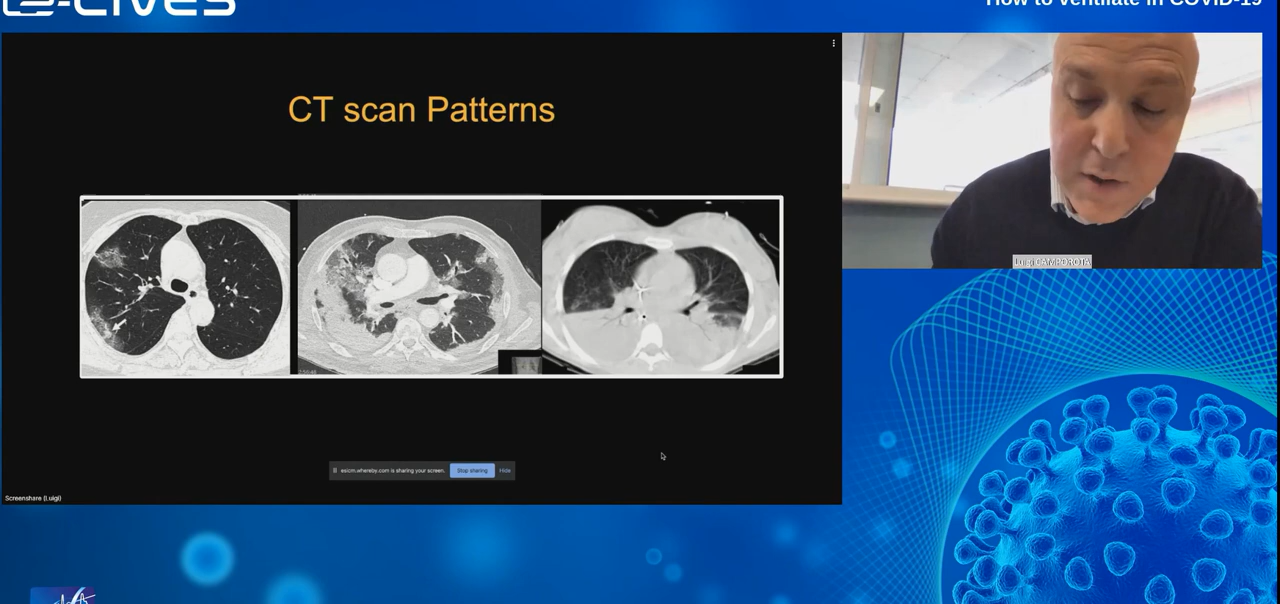 e-LIVES
How to ventilate in COVID-19
CT scan Patterns
esicm.whereby.com is sharing your screen. Stop sharing Hide
Luigi CAMPOROTA
Screenshare (Luigi)